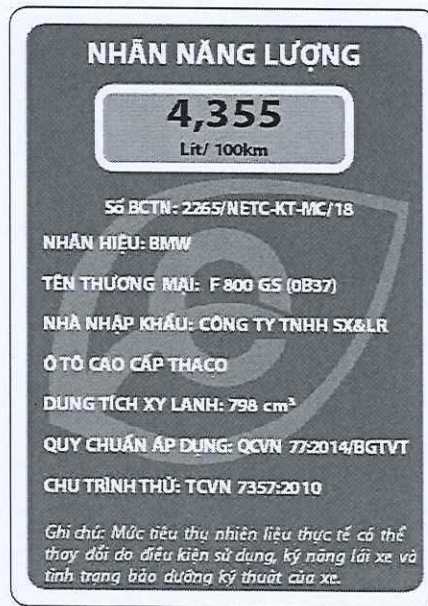 NHÃN NĂNG LƯỢNG
4,355
Lít/ 100km
Số BCTN: 2265/NETC-KT-MC/18
NHÃN HIỆU: BMW
TÊN THƯƠNG MẠI: F 800 GS (0B37)
NHÀ NHẬP KHẨU: CÔNG TY TNHH SX&LR
Ô TÔ CAO CẤP THACO
DUNG TÍCH XY LANH: 798 cm³
QUY CHUẨN ÁP DỤNG: QCVN 77:2014/BGTVT
CHU TRÌNH THỬ: TCVN 7357:2010
Ghi chú: Mức tiêu thụ nhiên liệu thực tế có thể
thay đổi do điều kiện sử dụng, kỹ năng lái xe và
tình trạng bảo dưỡng kỹ thuật của xe.